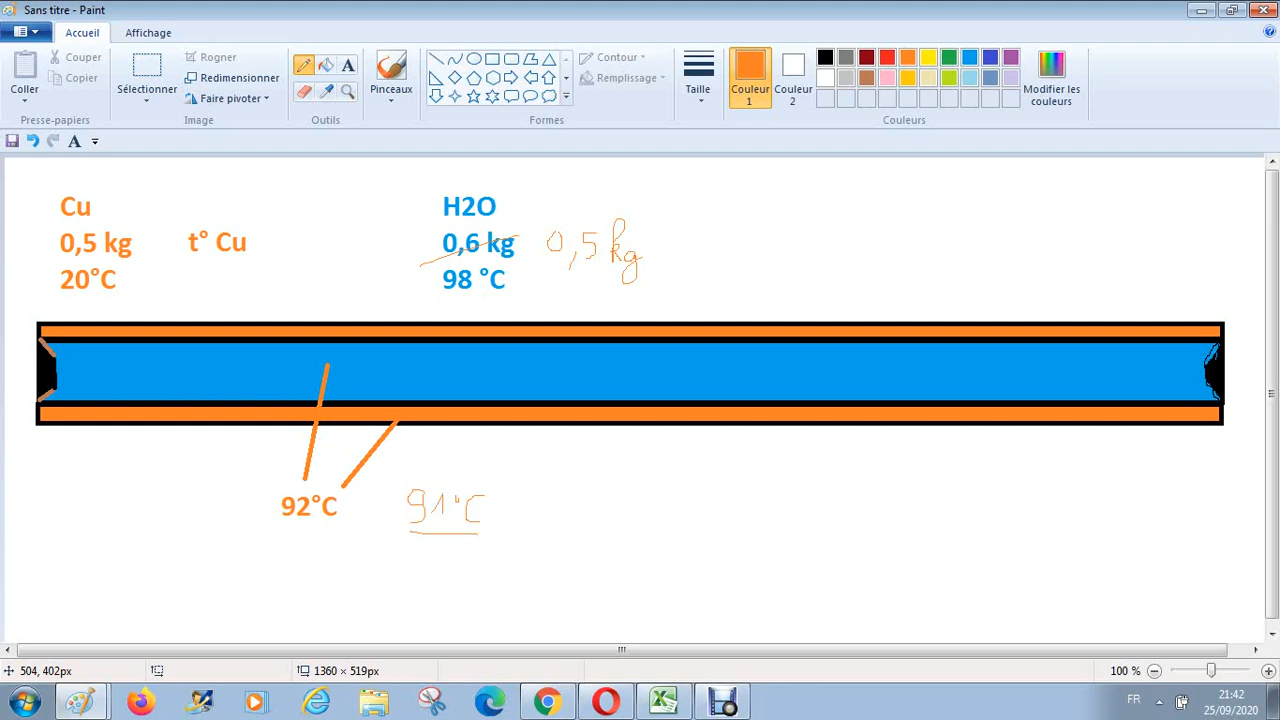 Sans titre - Paint
Accueil Affichage
Coller
Couper
Copier
Presse-papiers
Sélectionner
Rogner
Redimensionner
Faire pivoter
Image
A
Outils
Pinceaux
Contour
Remplissage
Formes
Taille
Couleur 1
Couleur 2
Modifier les couleurs
Couleurs
A
Cu
0,5 kg t° Cu
20°C
H2O
0,6 kg 0,5 kg
98 °C
92°C 91°C
504, 402px
1360 × 519px
100 %
FR
21:42
25/09/2020